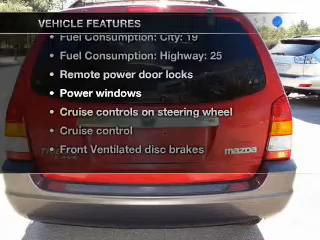 VEHICLE FEATURES
• Fuel Consumption: City: 19
• Fuel Consumption: Highway: 25
• Remote power door locks
• Power windows
• Cruise controls on steering wheel
• Cruise control
• Front Ventilated disc brakes
mazda